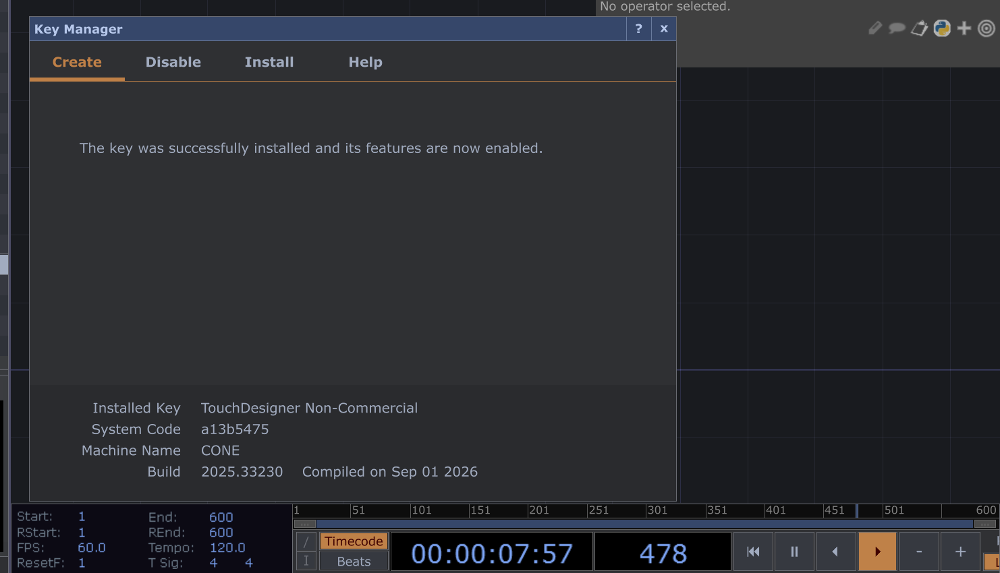 No operator selected.
Key Manager ? x
Create Disable Install Help
The key was successfully installed and its features are now enabled.
Installed Key TouchDesigner Non-Commercial
System Code a13b5475
Machine Name CONE
Build 2025.33230 Compiled on Sep 01 2026
1 51 101 151 201 251 301 351 401 451 501 600
Start: 1 End: 600
RStart: 1 REnd: 600
FPS: 60.0 Tempo: 120.0
ResetF: 1 T Sig: 4 4
/ Timecode
I Beats
00:00:07:57 478
- +